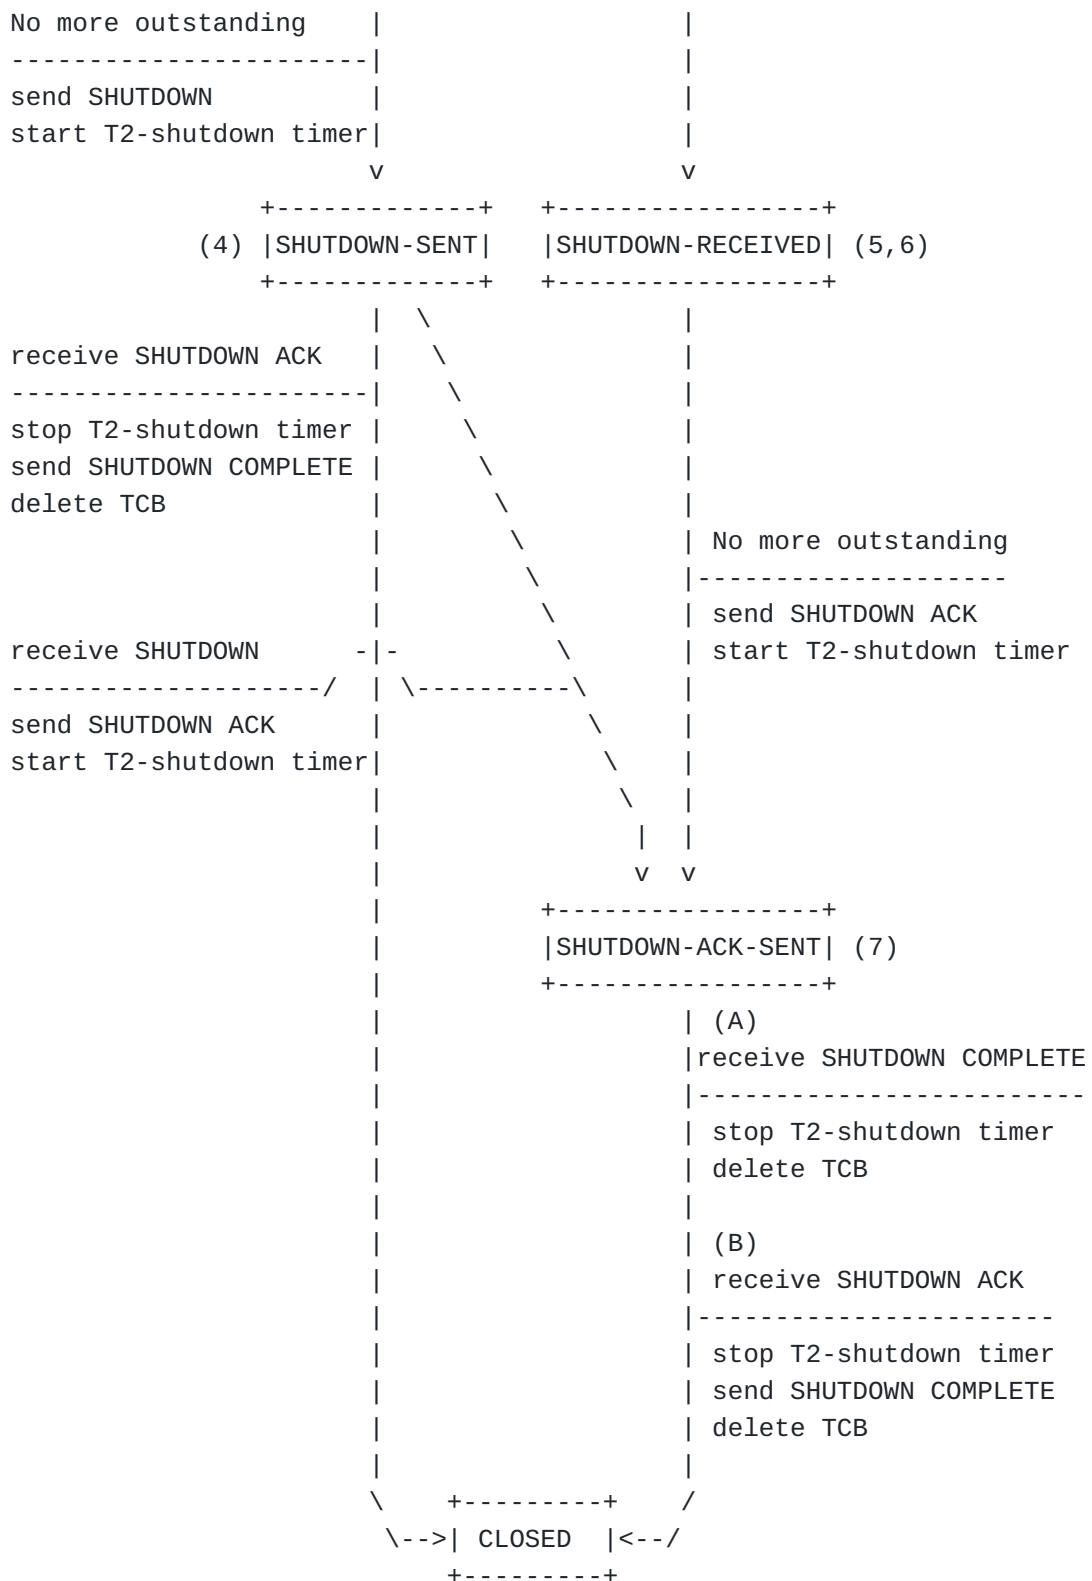 No more outstanding     |                   |
-----------------------|                   |
send SHUTDOWN          |                   |
start T2-shutdown timer|                   |
                       v                   v
                +-------------+   +-----------------+
            (4) |SHUTDOWN-SENT|   |SHUTDOWN-RECEIVED| (5,6)
                +-------------+   +-----------------+
                       |  \                |
receive SHUTDOWN ACK   |   \               |
-----------------------|    \              |
stop T2-shutdown timer |     \             |
send SHUTDOWN COMPLETE |      \            |
delete TCB             |       \           |
                       |        \          | No more outstanding
                       |         \         |--------------------
                       |          \        | send SHUTDOWN ACK
receive SHUTDOWN      -|-          \       | start T2-shutdown timer
--------------------/  | \----------\      |
send SHUTDOWN ACK      |             \     |
start T2-shutdown timer|              \    |
                       |               \   |
                       |                |  |
                       |                v  v
                       |          +-----------------+
                       |          |SHUTDOWN-ACK-SENT| (7)
                       |          +-----------------+
                       |                   | (A)
                       |                   |receive SHUTDOWN COMPLETE
                       |                   |-------------------------
                       |                   | stop T2-shutdown timer
                       |                   | delete TCB
                       |                   |
                       |                   | (B)
                       |                   | receive SHUTDOWN ACK
                       |                   |-----------------------
                       |                   | stop T2-shutdown timer
                       |                   | send SHUTDOWN COMPLETE
                       |                   | delete TCB
                       |                   |
                       \    +---------+    /
                        \-->| CLOSED  |<--/
                            +---------+